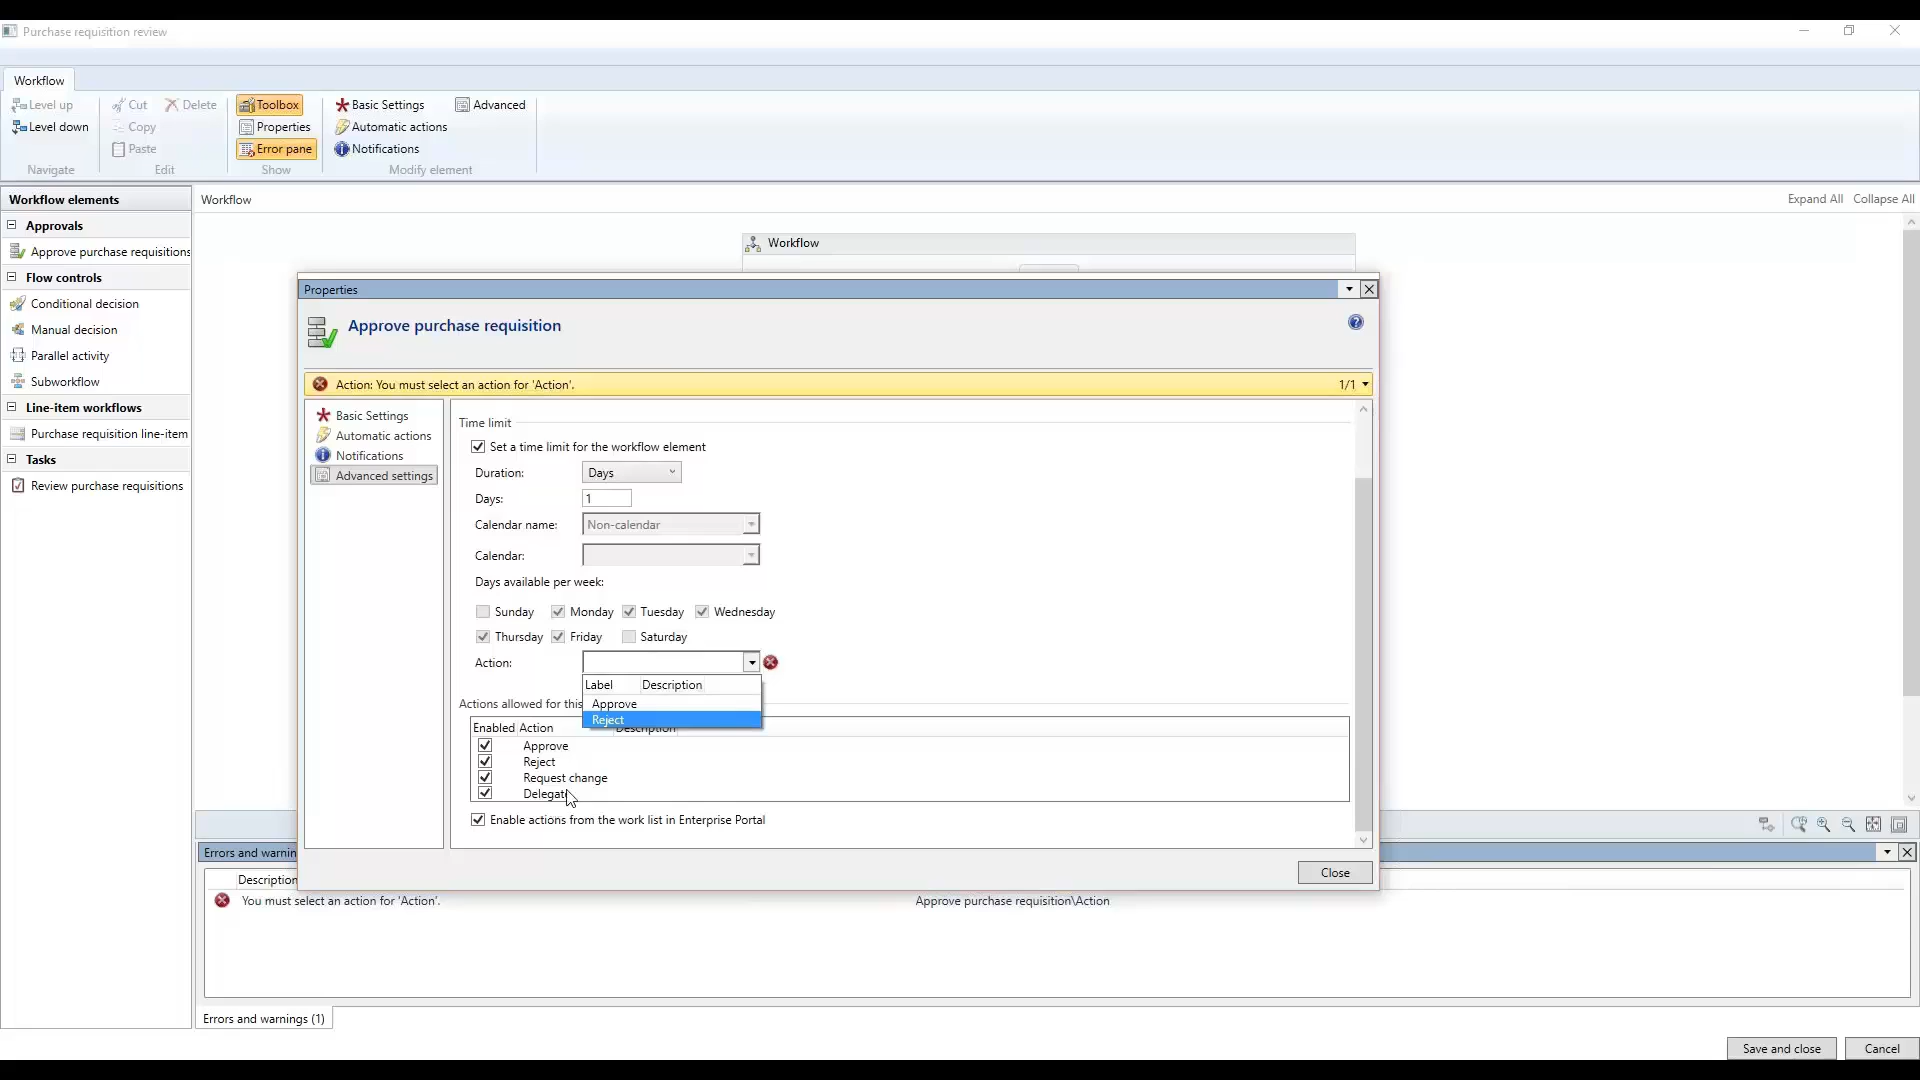 Purchase requisition review
Workflow
Level up
Cut
Delete
Toolbox
Basic Settings
Advanced
Level down
Copy
Properties
Automatic actions
Paste
Error pane
Notifications
Navigate
Edit
Show
Modify element
Workflow elements
Workflow
Expand All
Collapse All
Approvals
Approve purchase requisitions
Flow controls
Conditional decision
Manual decision
Parallel activity
Subworkflow
Line-item workflows
Purchase requisition line-item
Tasks
Review purchase requisitions
Workflow
Properties
Approve purchase requisition
Action: You must select an action for 'Action'.
1/1
Basic Settings
Automatic actions
Notifications
Advanced settings
Time limit
Set a time limit for the workflow element
Duration: Days
Days: 1
Calendar name: Non-calendar
Calendar:
Days available per week:
Sunday Monday Tuesday Wednesday
Thursday Friday Saturday
Action:
Label Description
Approve
Reject
Actions allowed for this
Enabled Action Description
Approve
Reject
Request change
Delegate
Enable actions from the work list in Enterprise Portal
Close
Errors and warnin
Description
You must select an action for 'Action'.
Approve purchase requisition\Action
Errors and warnings (1)
Save and close
Cancel